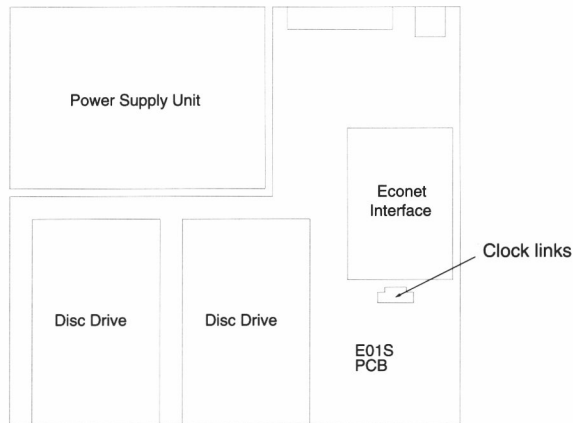 Power Supply Unit
Econet
Interface
Clock links
Disc Drive
Disc Drive
E01S
PCB